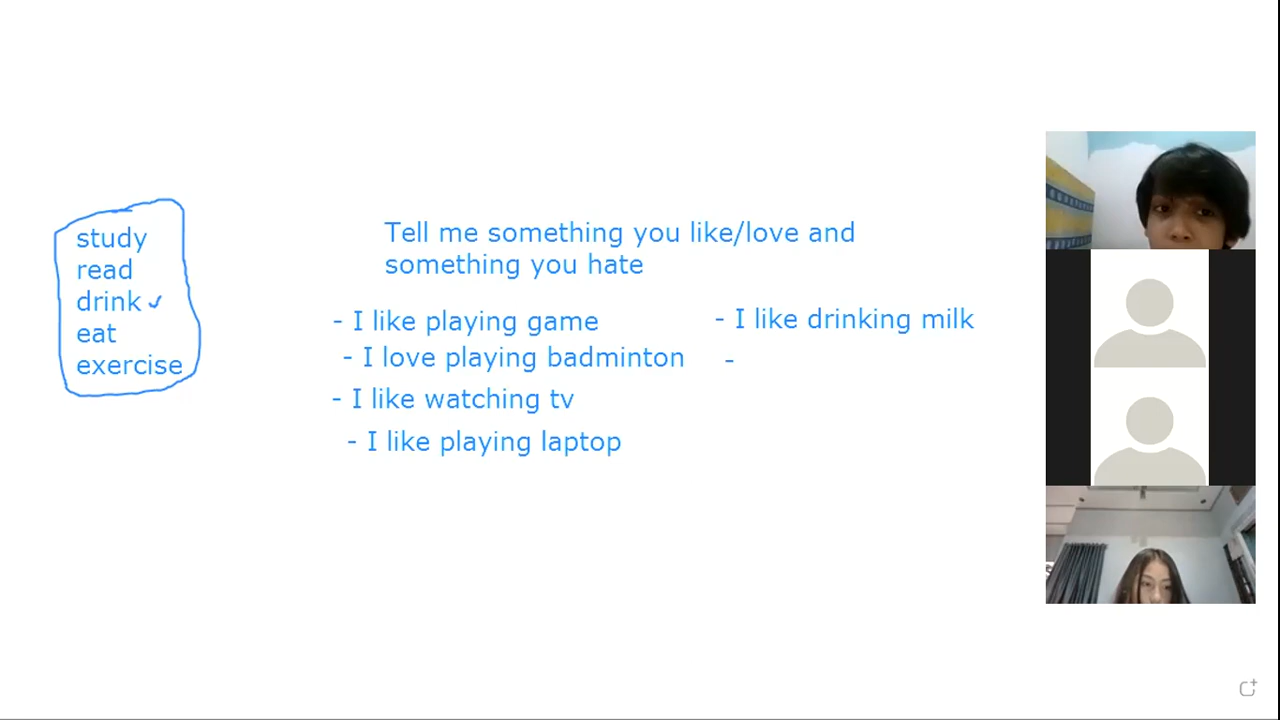 study
read
drink
eat
exercise
Tell me something you like/love and
something you hate
- I like playing game
- I love playing badminton
- I like watching tv
- I like playing laptop
- I like drinking milk
-